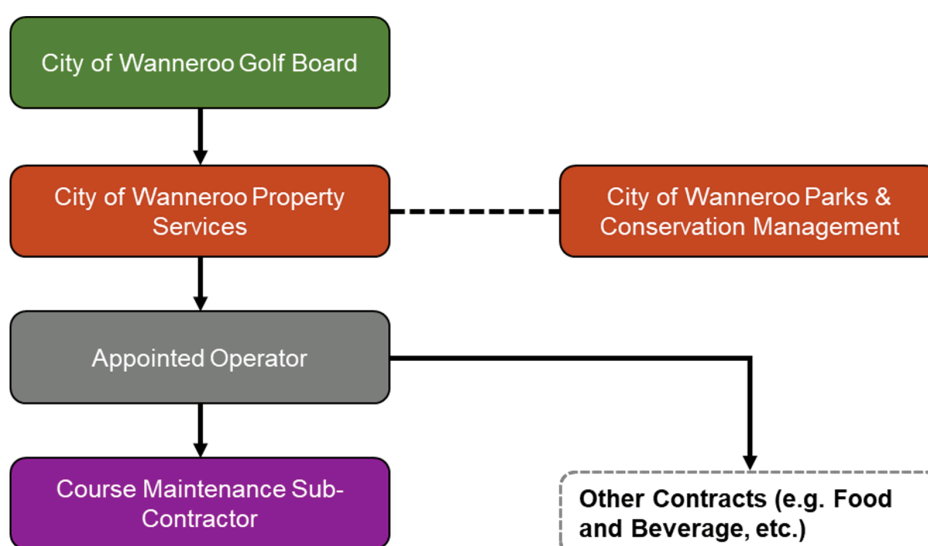 City of Wanneroo Golf Board
City of Wanneroo Property
Services
City of Wanneroo Parks &
Conservation Management
Appointed Operator
Course Maintenance Sub-
Contractor
Other Contracts (e.g. Food
and Beverage, etc.)